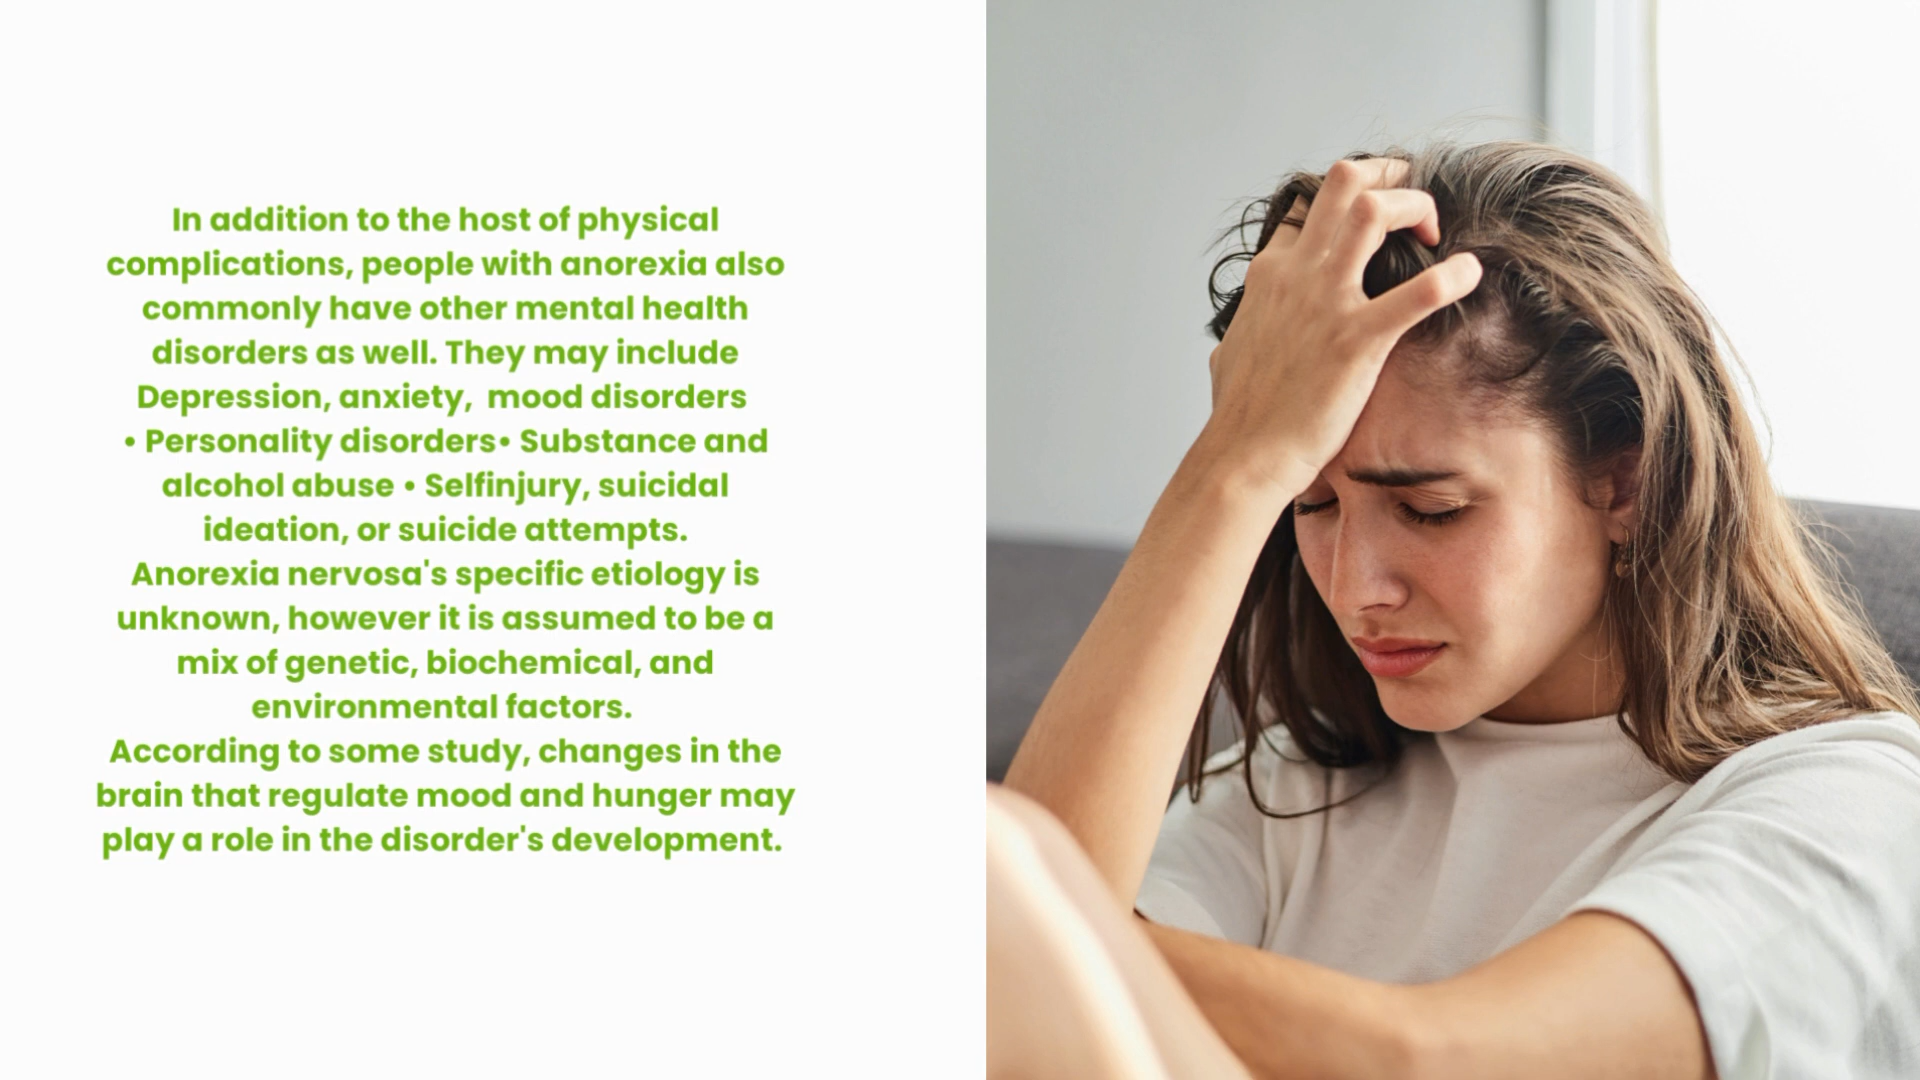 In addition to the host of physical
complications, people with anorexia also
commonly have other mental health
disorders as well. They may include
Depression, anxiety,  mood disorders
• Personality disorders• Substance and
alcohol abuse • Selfinjury, suicidal
ideation, or suicide attempts.
Anorexia nervosa's specific etiology is
unknown, however it is assumed to be a
mix of genetic, biochemical, and
environmental factors.
According to some study, changes in the
brain that regulate mood and hunger may
play a role in the disorder's development.